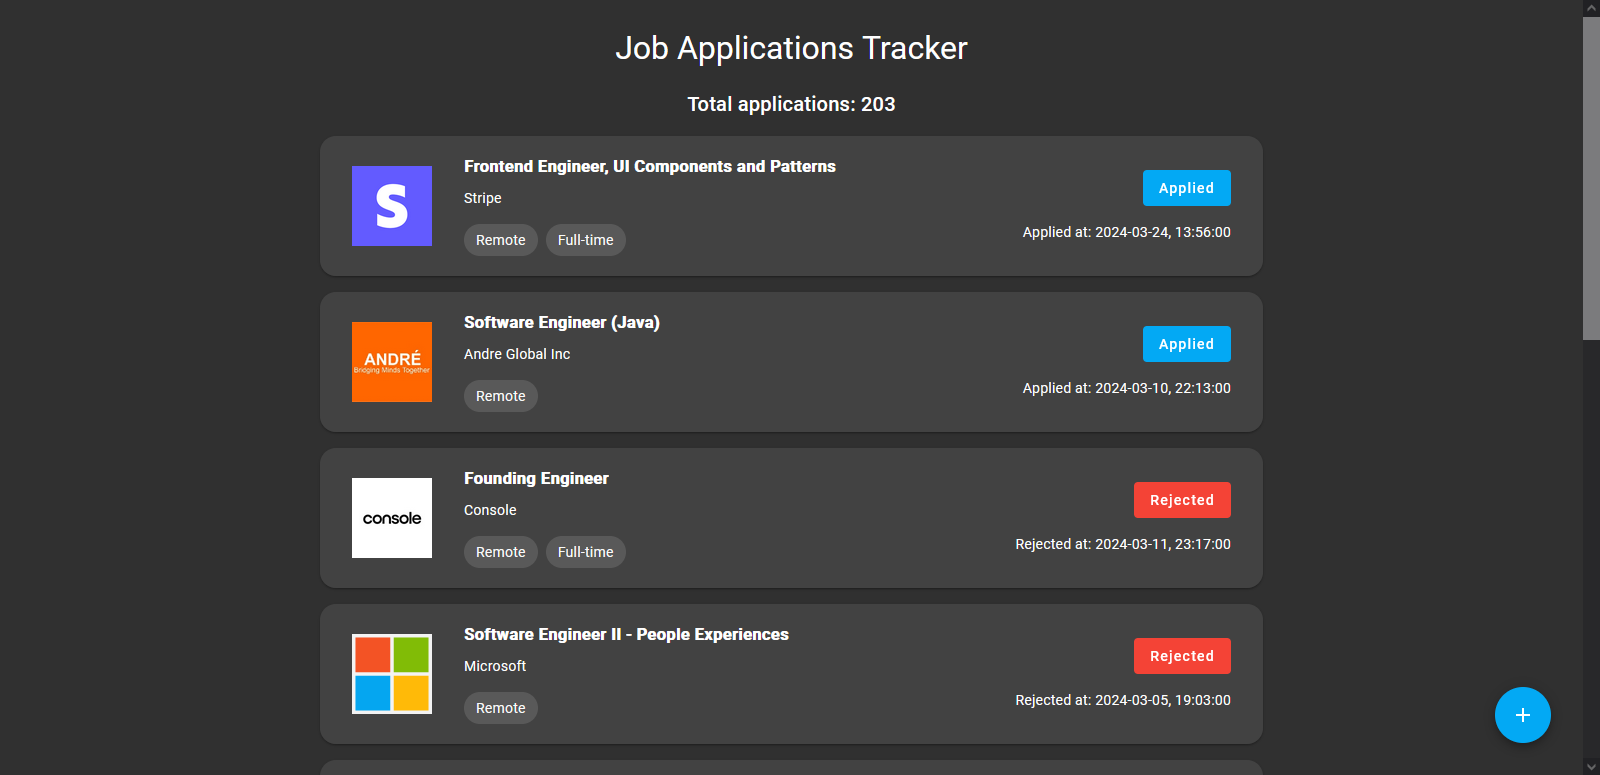 Job Applications Tracker
Total applications: 203
Frontend Engineer, UI Components and Patterns
Stripe
Remote Full-time
S
Applied
Applied at: 2024-03-24, 13:56:00
Software Engineer (Java)
Andre Global Inc
Remote
ANDRÉ
Bridging Minds Together
Applied
Applied at: 2024-03-10, 22:13:00
Founding Engineer
Console
Remote Full-time
console
Rejected
Rejected at: 2024-03-11, 23:17:00
Software Engineer II - People Experiences
Microsoft
Remote
Rejected
Rejected at: 2024-03-05, 19:03:00
+